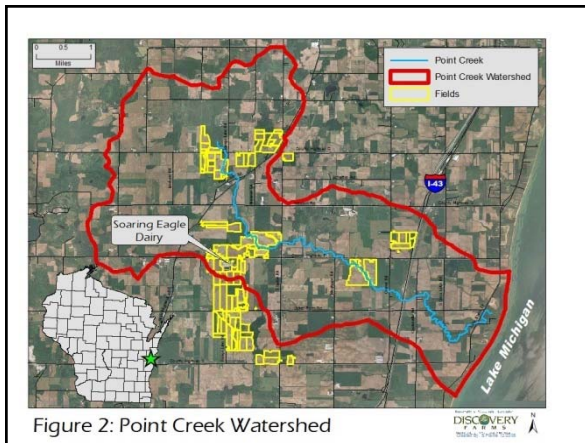 0 0.5 1
Miles
Point Creek
Point Creek Watershed
Fields
I-43
Soaring Eagle
Dairy
Lake Michigan
Figure 2: Point Creek Watershed
DISCOVERY
FARMS
N